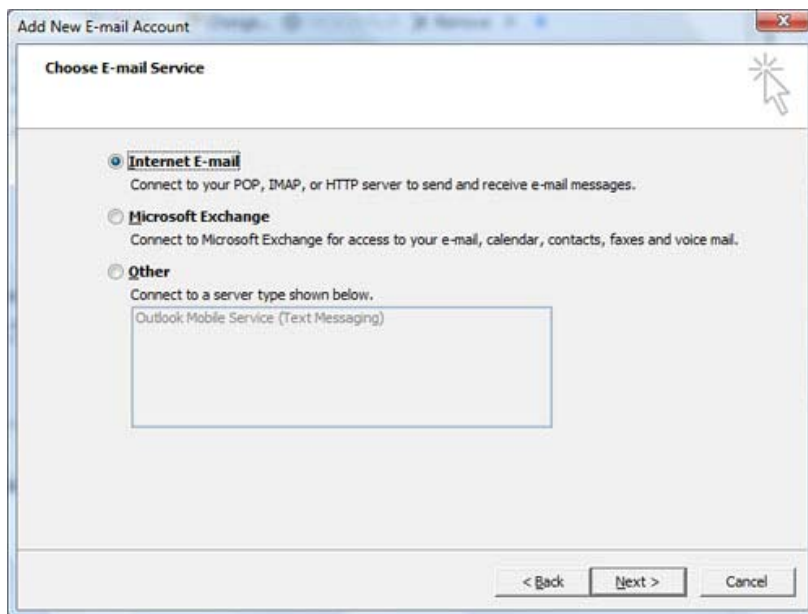 Add New E-mail Account
Choose E-mail Service
Internet E-mail
Connect to your POP, IMAP, or HTTP server to send and receive e-mail messages.
Microsoft Exchange
Connect to Microsoft Exchange for access to your e-mail, calendar, contacts, faxes and voice mail.
Other
Connect to a server type shown below.
Outlook Mobile Service (Text Messaging)
< Back Next > Cancel